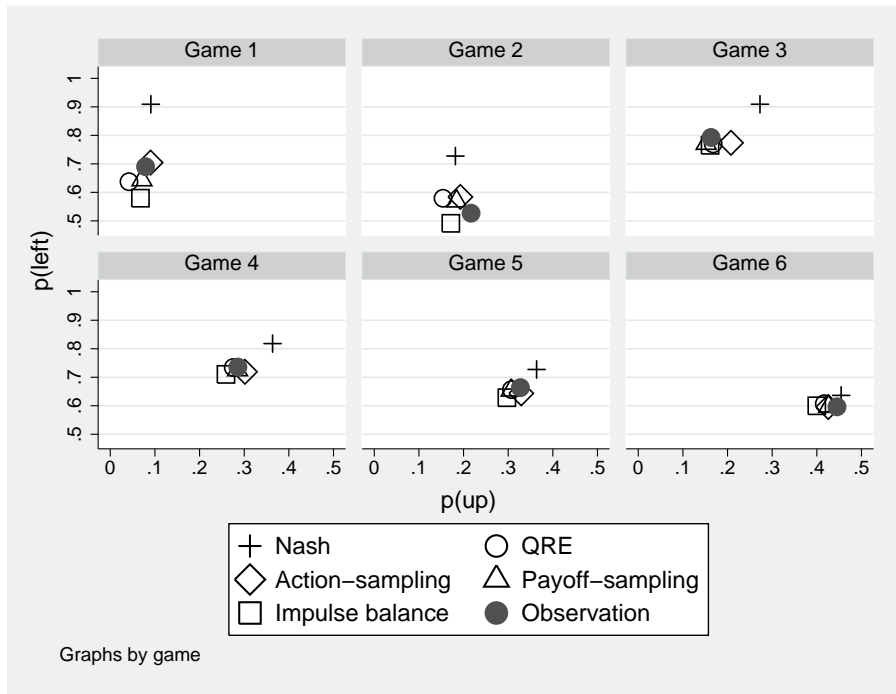 Game 1
Game 2
Game 3
1
.9
.8
.7
.6
.5
Game 4
Game 5
Game 6
1
.9
.8
.7
.6
.5
p(left)
0 .1 .2 .3 .4 .5
0 .1 .2 .3 .4 .5
0 .1 .2 .3 .4 .5
p(up)
Nash
QRE
Action−sampling
Payoff−sampling
Impulse balance
Observation
Graphs by game